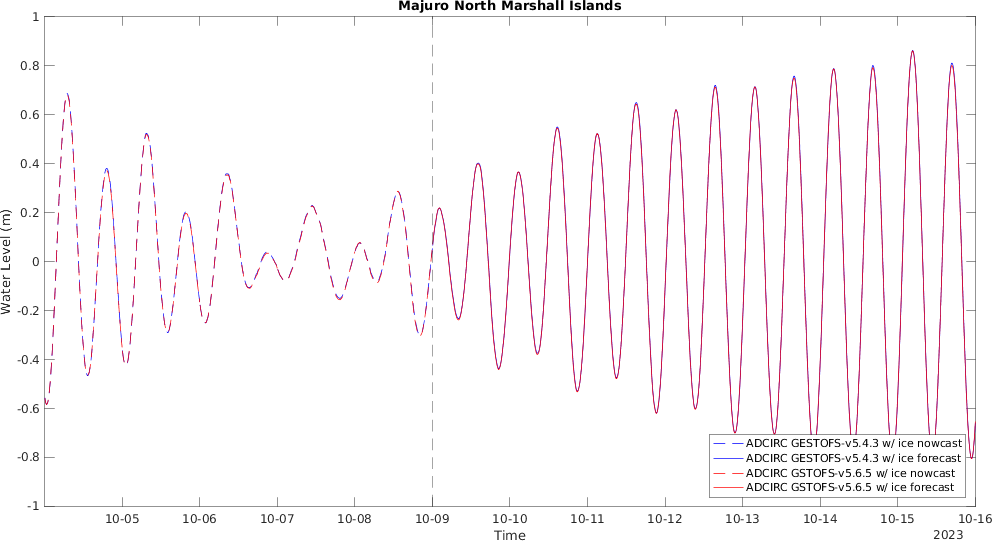 Majuro North Marshall Islands
1
0.8
0.6
0.4
0.2
0
-0.2
-0.4
-0.6
-0.8
-1
Water Level (m)
ADCIRC GESTOFS-v5.4.3 w/ ice nowcast
ADCIRC GESTOFS-v5.4.3 w/ ice forecast
ADCIRC GSTOFS-v5.6.5 w/ ice nowcast
ADCIRC GSTOFS-v5.6.5 w/ ice forecast
10-05 10-06 10-07 10-08 10-09 10-10 10-11 10-12 10-13 10-14 10-15 10-16
Time
2023